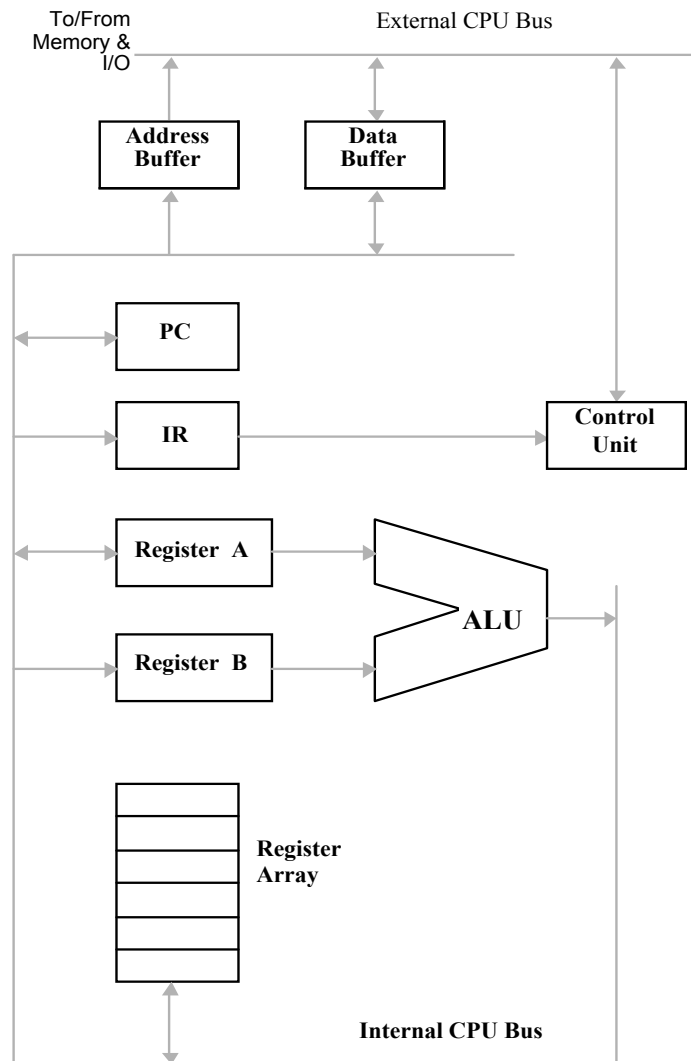 To/From
Memory &
I/O
External CPU Bus
Address
Buffer
Data
Buffer
PC
IR
Control
Unit
Register A
ALU
Register B
Register
Array
Internal CPU Bus